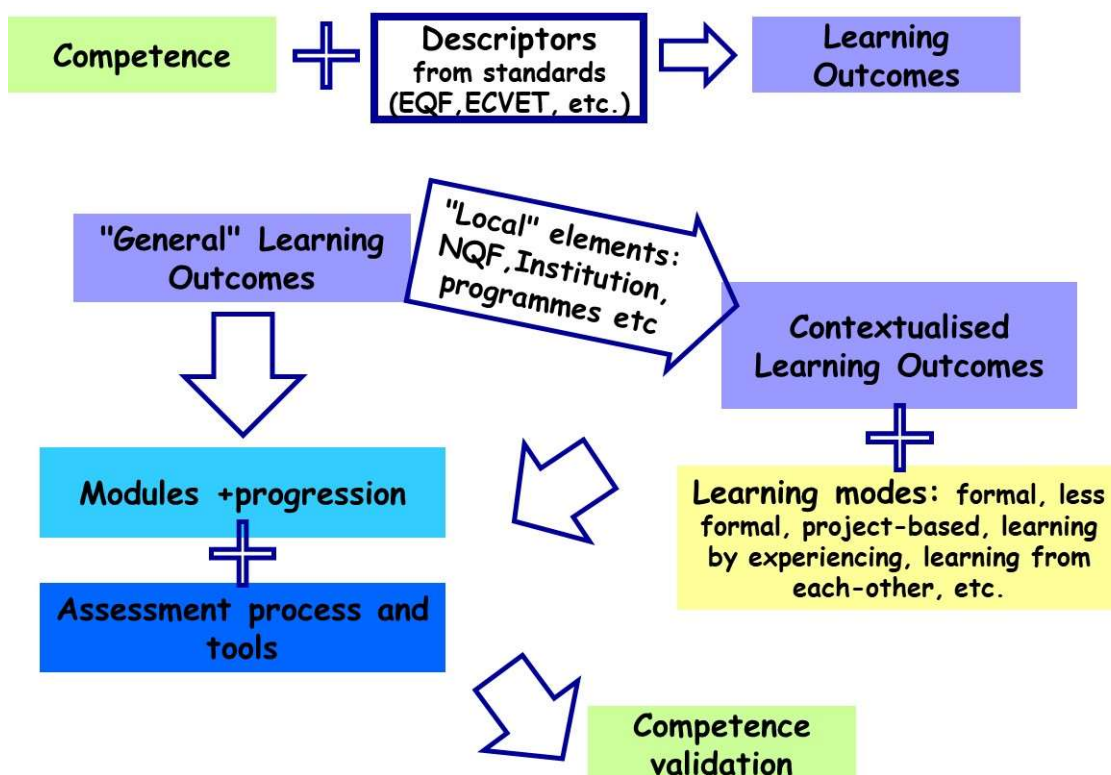 Competence
Descriptors
from standards
(EQF,ECVET, etc.)
Learning
Outcomes
"General" Learning
Outcomes
"Local" elements:
NQF,Institution,
programmes etc
Contextualised
Learning Outcomes
Modules +progression
Learning modes: formal, less
formal, project-based, learning
by experiencing, learning from
each-other, etc.
Assessment process and
tools
Competence
validation